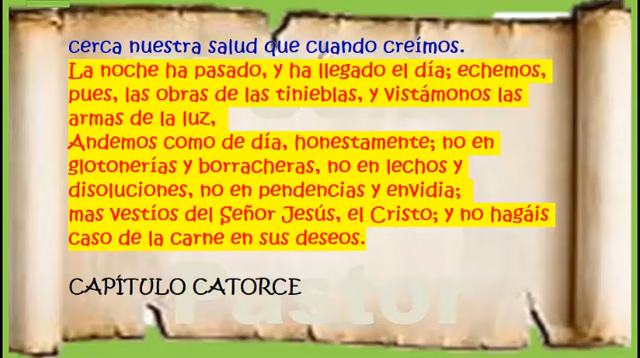 cerca nuestra salud que cuando creímos.
La noche ha pasado, y ha llegado el día; echemos,
pues, las obras de las tinieblas, y vistámonos las
armas de la luz,
Andemos como de día, honestamente; no en
glotonerías y borracheras, no en lechos y
disoluciones, no en pendencias y envidia;
mas vestíos del Señor Jesús, el Cristo; y no hagáis
caso de la carne en sus deseos.
CAPÍTULO CATORCE
Pastor